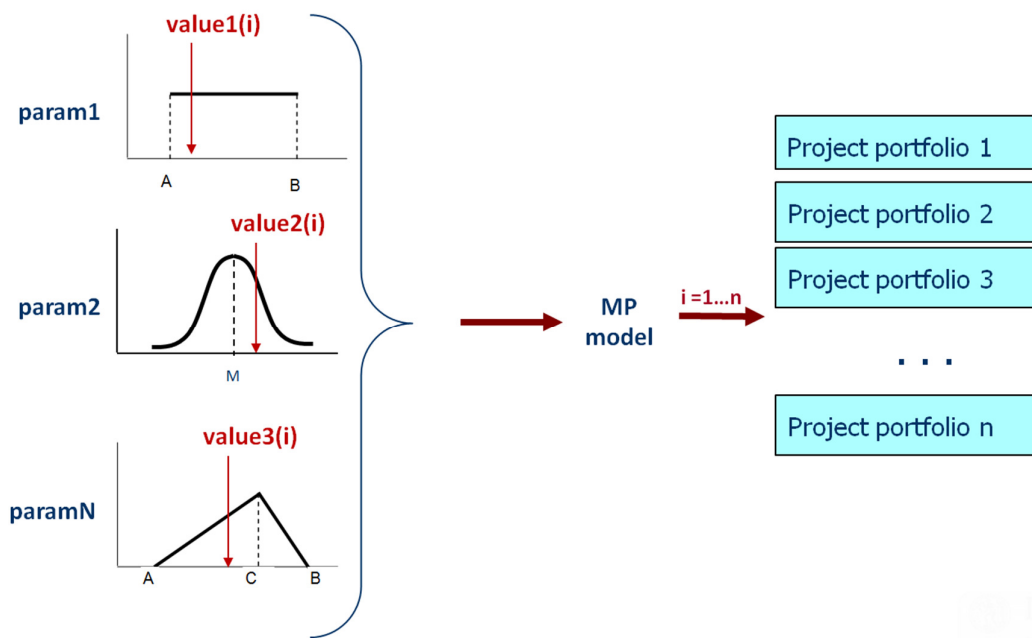 value1(i)
param1
A
B
value2(i)
param2
M
value3(i)
paramN
A
C
B
MP
model
i =1...n
Project portfolio 1
Project portfolio 2
Project portfolio 3
. . .
Project portfolio n